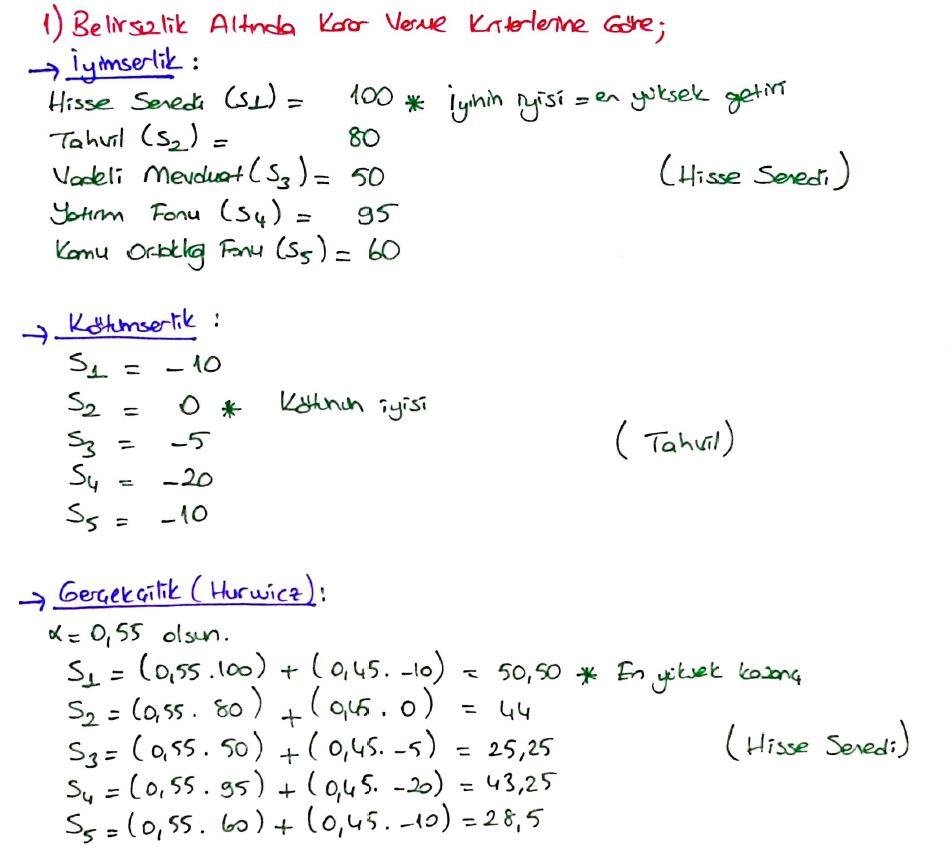 1) Belirsizlik Altında Karar Verme Kriterlerine Göre;
→ İyimserlik :
Hisse Senedi (S1) = 100 * İyinin iyisi = en yüksek getiri
Tahvil (S2) = 80
Vadeli Mevduat (S3) = 50 (Hisse Senedi)
Yatırım Fonu (S4) = 95
Kamu Ortaklığı Fonu (S5) = 60
→ Kötümserlik :
S1 = -10
S2 = 0 * Kötünün iyisi
S3 = -5 (Tahvil)
S4 = -20
S5 = -10
→ Gerçekçilik (Hurwicz) :
α = 0,55 olsun.
S1 = (0,55 . 100) + (0,45 . -10) = 50,50 * En yüksek kazanç
S2 = (0,55 . 80) + (0,45 . 0) = 44
S3 = (0,55 . 50) + (0,45 . -5) = 25,25 (Hisse Senedi)
S4 = (0,55 . 95) + (0,45 . -20) = 43,25
S5 = (0,55 . 60) + (0,45 . -10) = 28,5